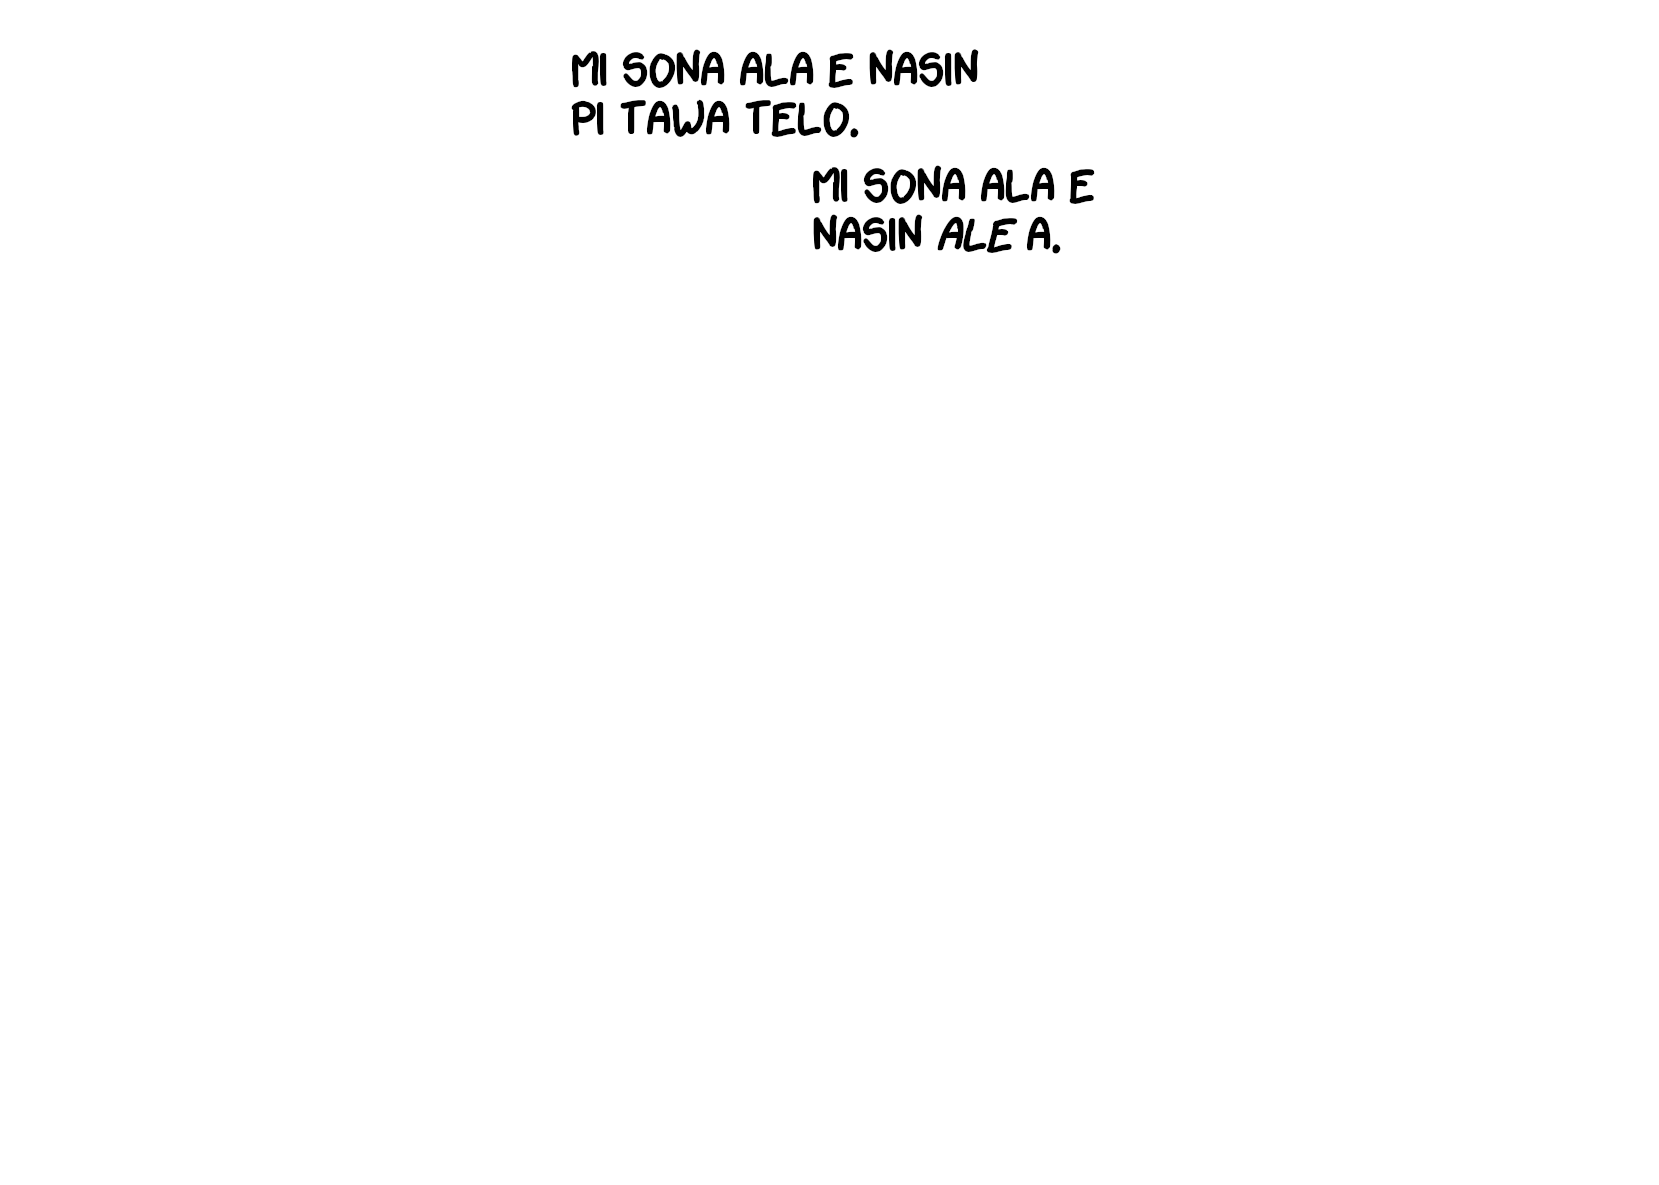 MI SONA ALA E NASIN
PI TAWA TELO.
MI SONA ALA E
NASIN ALE A.